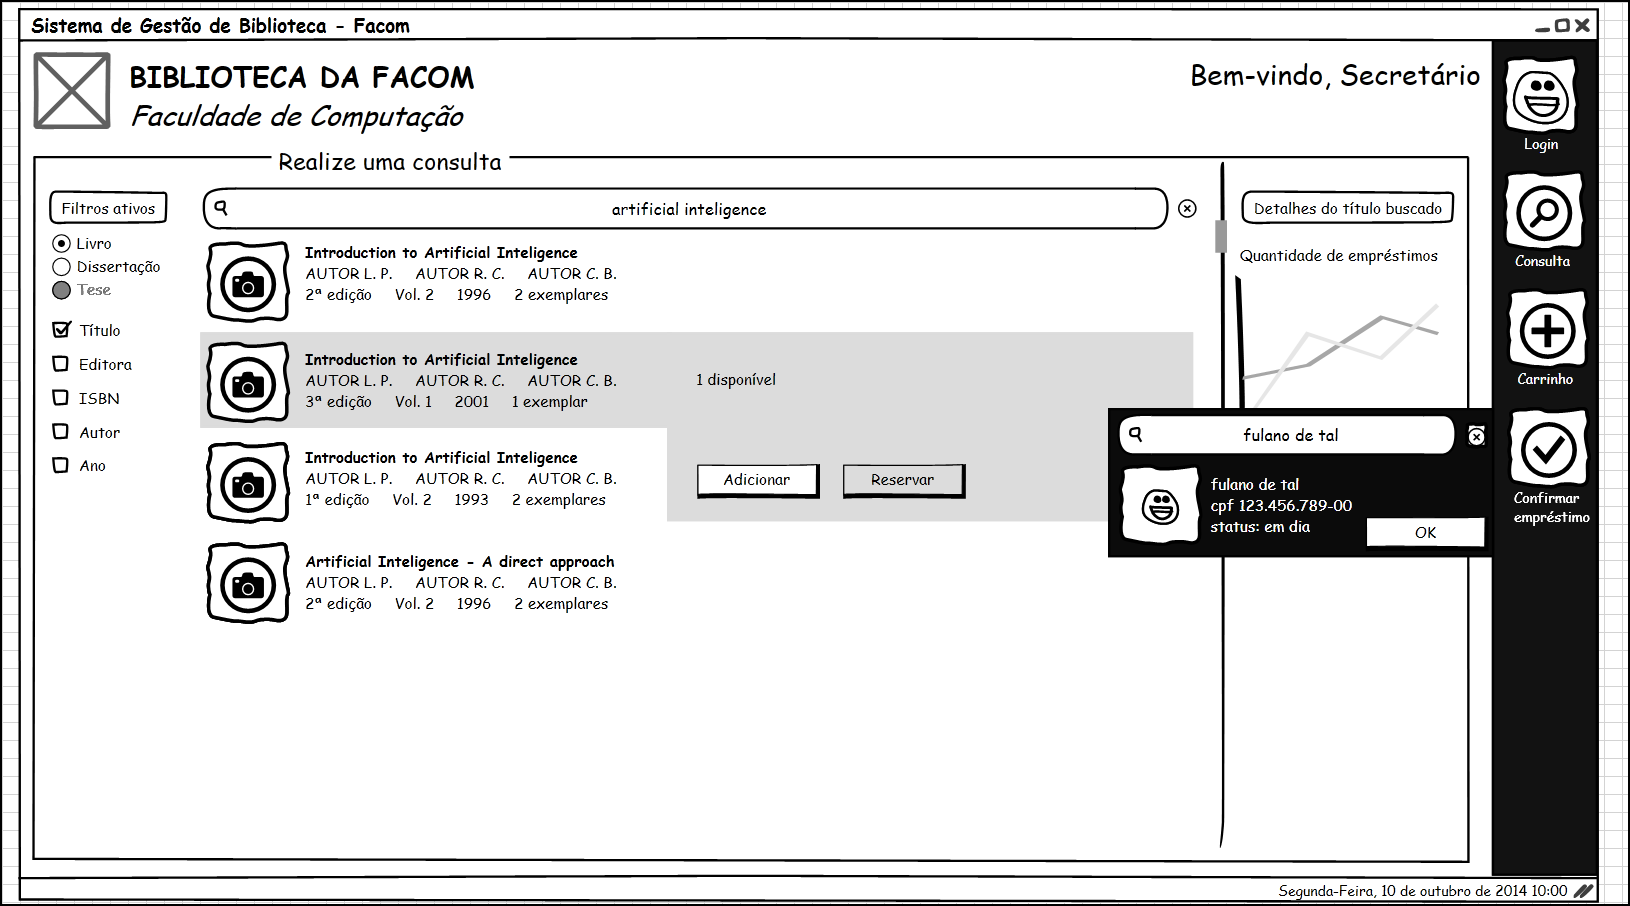 Sistema de Gestão de Biblioteca - Facom
BIBLIOTECA DA FACOM
Faculdade de Computação
Bem-vindo, Secretário
Login
Consulta
Carrinho
Confirmar
empréstimo
Realize uma consulta
Filtros ativos
Livro
Dissertação
Tese
Título
Editora
ISBN
Autor
Ano
artificial inteligence
Introduction to Artificial Inteligence
AUTOR L. P. AUTOR R. C. AUTOR C. B.
2ª edição Vol. 2 1996 2 exemplares
Introduction to Artificial Inteligence
AUTOR L. P. AUTOR R. C. AUTOR C. B.
3ª edição Vol. 1 2001 1 exemplar
1 disponível
Adicionar Reservar
Introduction to Artificial Inteligence
AUTOR L. P. AUTOR R. C. AUTOR C. B.
1ª edição Vol. 2 1993 2 exemplares
Artificial Inteligence - A direct approach
AUTOR L. P. AUTOR R. C. AUTOR C. B.
2ª edição Vol. 2 1996 2 exemplares
Detalhes do título buscado
Quantidade de empréstimos
fulano de tal
fulano de tal
cpf 123.456.789-00
status: em dia
OK
Segunda-Feira, 10 de outubro de 2014 10:00